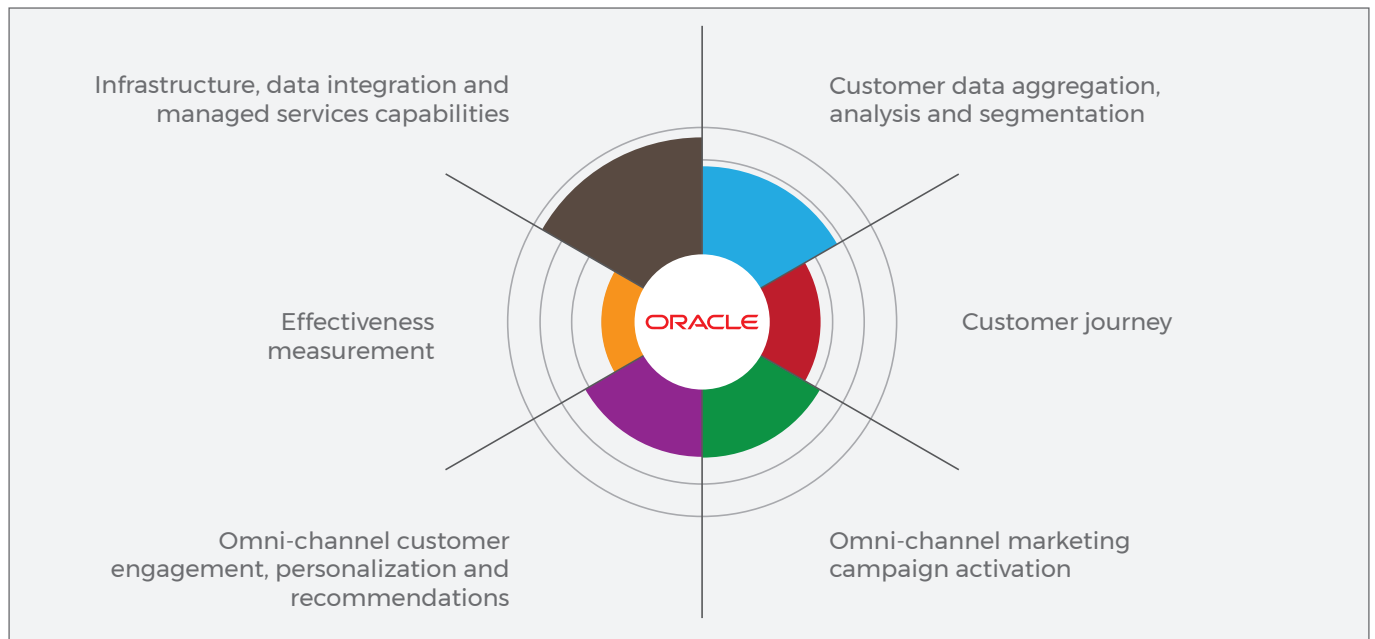 Infrastructure, data integration and
managed services capabilities
Customer data aggregation,
analysis and segmentation
Effectiveness
measurement
ORACLE
Customer journey
Omni-channel customer
engagement, personalization and
recommendations
Omni-channel marketing
campaign activation